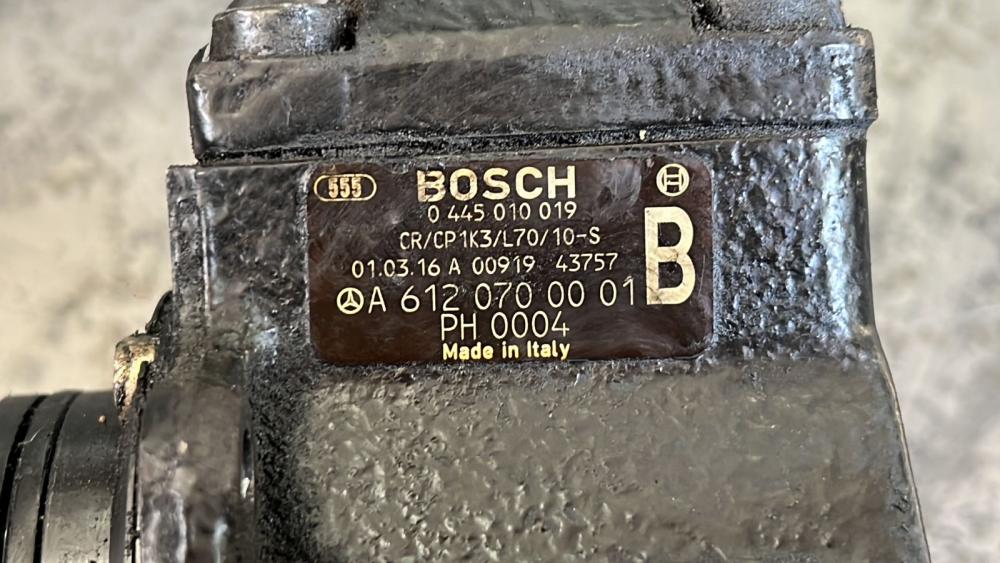 555 BOSCH
0 445 010 019
CR/CP1K3/L70/10-S B
01.03.16 A 00919 43757
A 612 070 00 01
PH 0004
Made in Italy